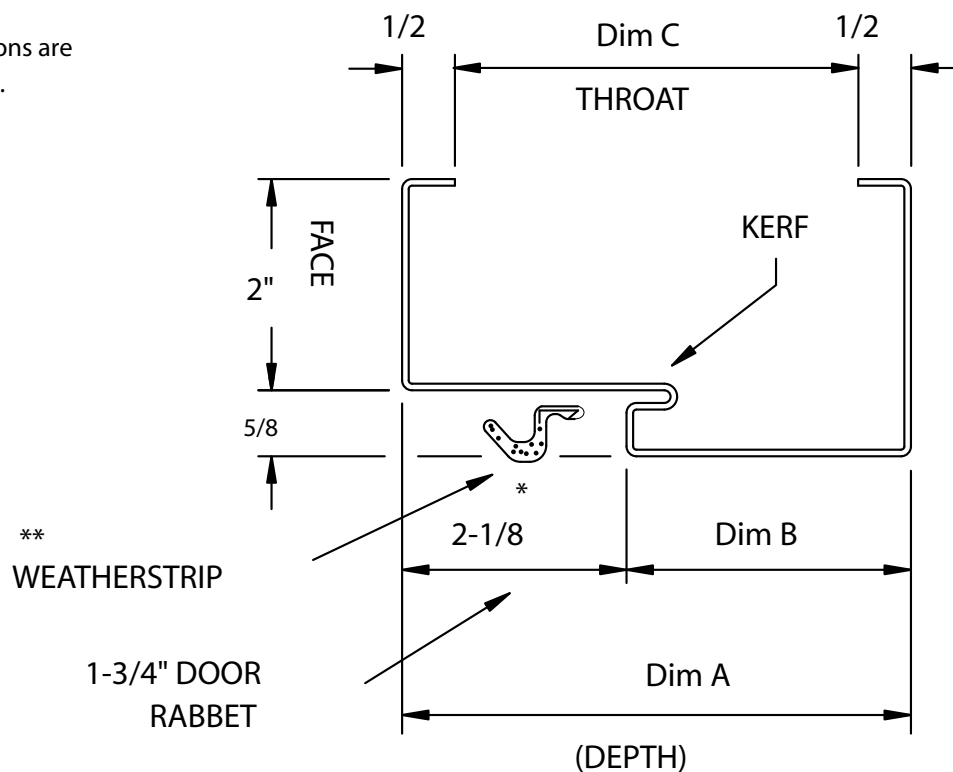 ons are
.
1/2
Dim C
1/2
THROAT
FACE
KERF
2"
5/8
*
**
WEATHERSTRIP
2-1/8
Dim B
1-3/4" DOOR
RABBET
Dim A
(DEPTH)